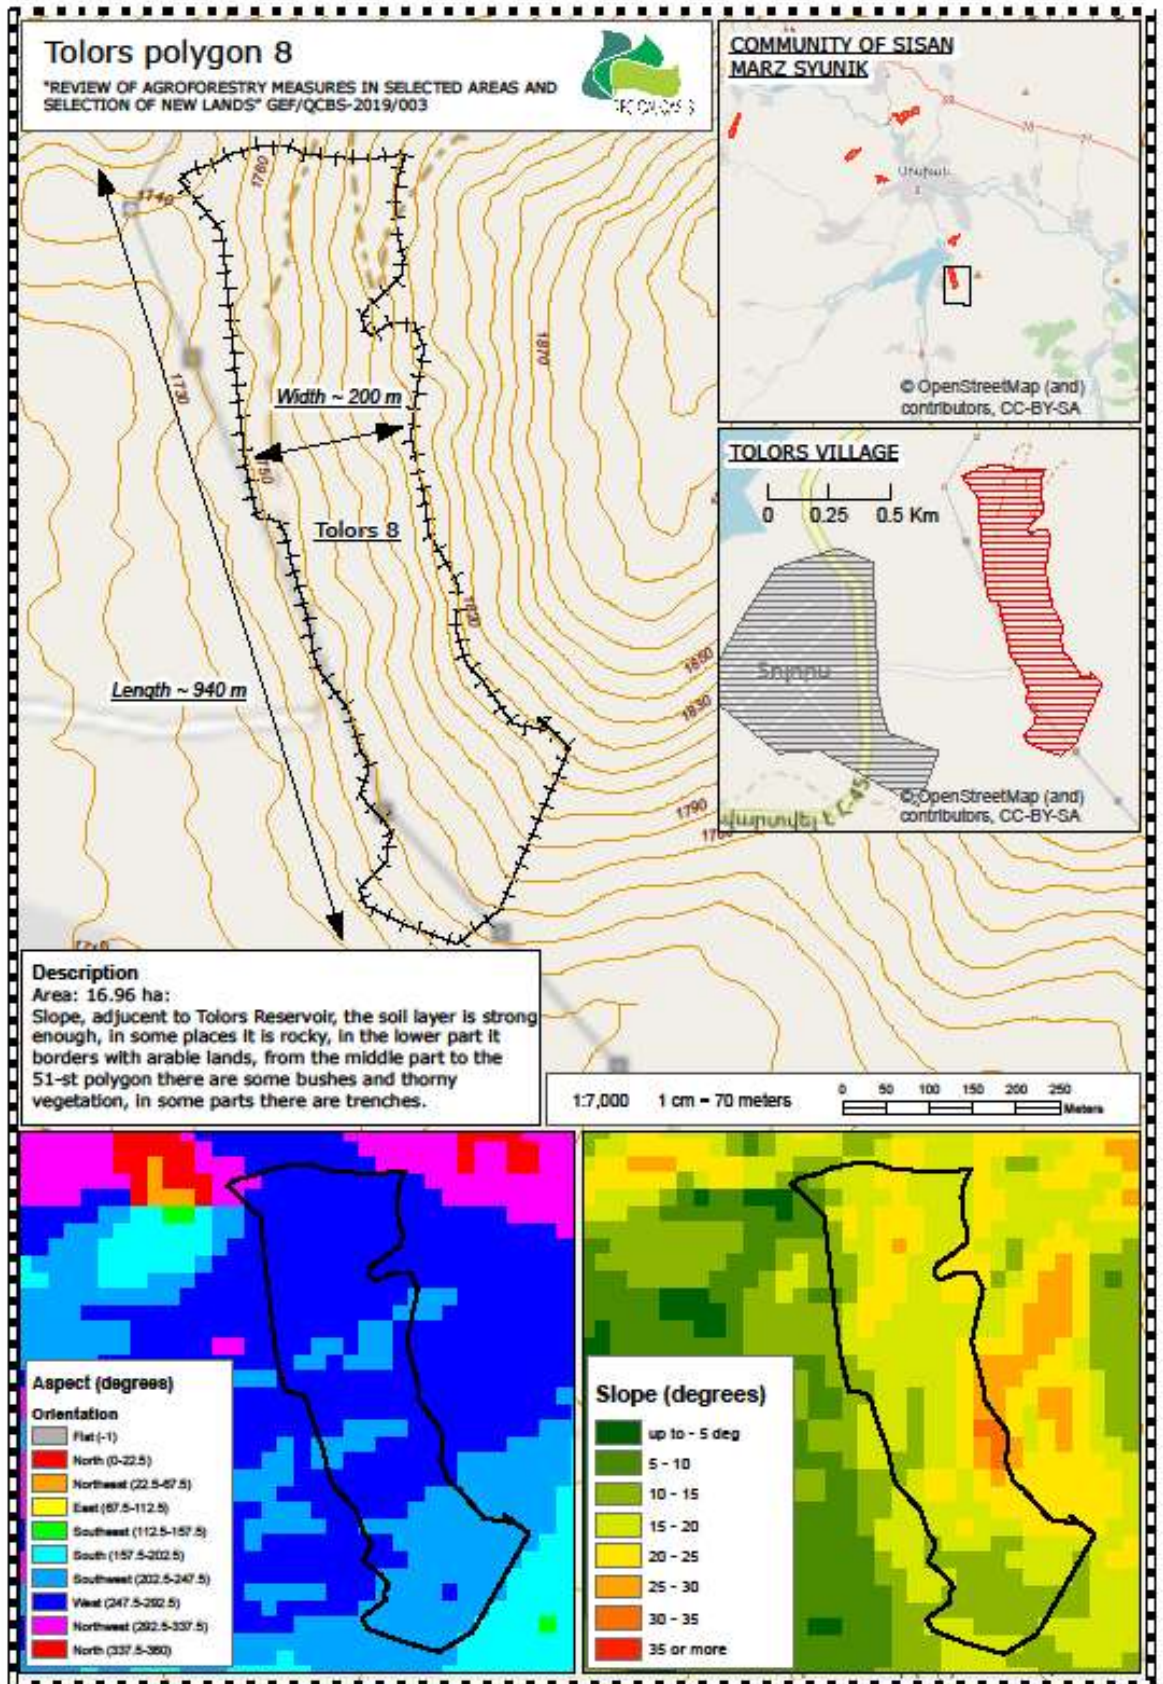 Tolors polygon 8
"REVIEW OF AGROFORESTRY MEASURES IN SELECTED AREAS AND
SELECTION OF NEW LANDS" GEF/QCBS-2019/003
COMMUNITY OF SISAN
MARZ SYUNIK
Սիսիան
© OpenStreetMap (and)
contributors, CC-BY-SA
1760
1740
1870
1730
Width ~ 200 m
1750
Tolors 8
1820
1850
Length ~ 940 m
1830
1790
TOLORS VILLAGE
0 0.25 0.5 Km
Տոլորս
© OpenStreetMap (and)
contributors, CC-BY-SA
Description
Area: 16.96 ha:
Slope, adjucent to Tolors Reservoir, the soil layer is strong
enough, in some places it is rocky, in the lower part it
borders with arable lands, from the middle part to the
51-st polygon there are some bushes and thorny
vegetation, in some parts there are trenches.
1:7,000 1 cm = 70 meters
0 50 100 150 200 250
Meters
Aspect (degrees)
Orientation
Flat (-1)
North (0-22.5)
Northeast (22.5-67.5)
East (67.5-112.5)
Southeast (112.5-157.5)
South (157.5-202.5)
Southwest (202.5-247.5)
West (247.5-292.5)
Northwest (292.5-337.5)
North (337.5-360)
Slope (degrees)
up to - 5 deg
5 - 10
10 - 15
15 - 20
20 - 25
25 - 30
30 - 35
35 or more